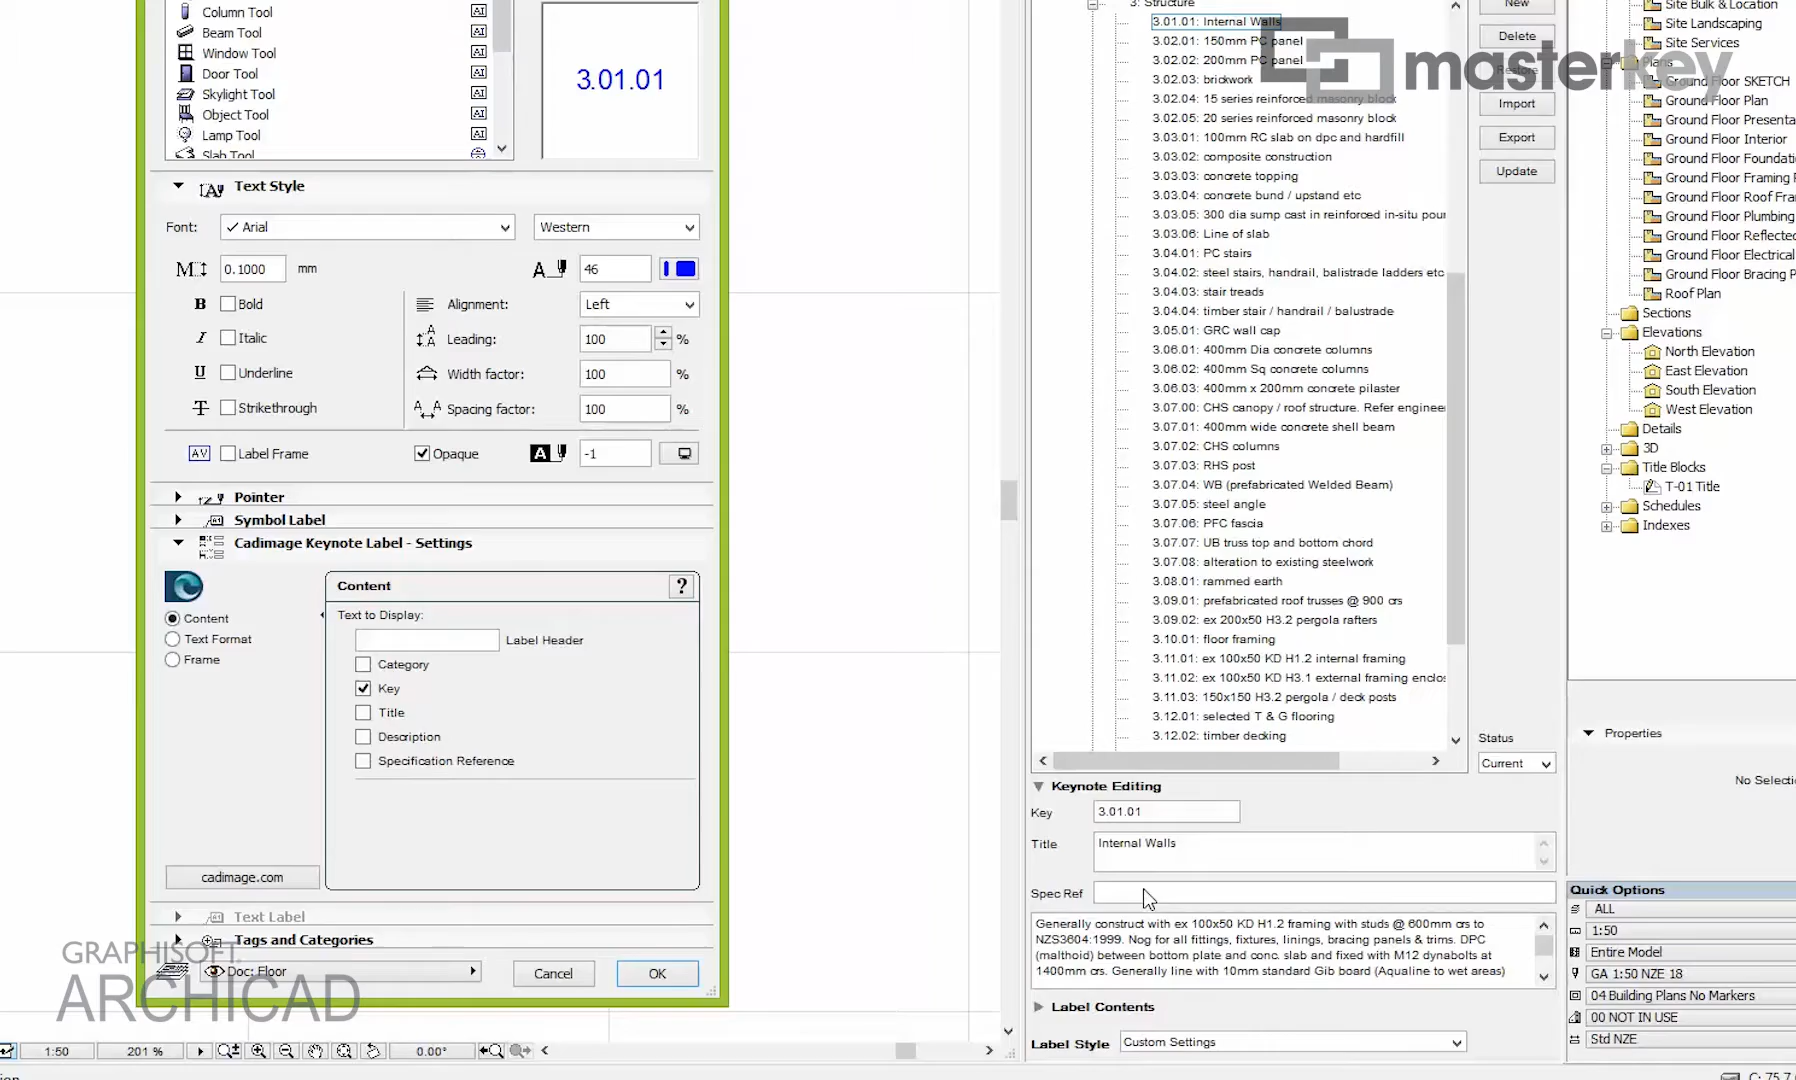 Column Tool
Beam Tool
Window Tool
Door Tool
Skylight Tool
Object Tool
Lamp Tool
Slab Tool
3.01.01
Text Style
Font:
Arial
Western
0.1000 mm
46
Bold
Alignment:
Left
Italic
Leading:
100 %
Underline
Width factor:
100 %
Strikethrough
Spacing factor:
100 %
Label Frame
Opaque
-1
Pointer
Symbol Label
Cadimage Keynote Label - Settings
Content
Text Format
Frame
cadimage.com
Content
?
Text to Display:
Label Header
Category
Key
Title
Description
Specification Reference
Text Label
Tags and Categories
Doc: Floor
Cancel
OK
GRAPHISOFT.
ARCHICAD
1:50
201 %
0.00°
3: Structure
3.01.01: Internal Walls
3.02.01: 150mm PC panel
3.02.02: 200mm PC panel
3.02.03: brickwork
3.02.04: 15 series reinforced masonry block
3.02.05: 20 series reinforced masonry block
3.03.01: 100mm RC slab on dpc and hardfill
3.03.02: composite construction
3.03.03: concrete topping
3.03.04: concrete bund / upstand etc
3.03.05: 300 dia sump cast in reinforced in-situ pour
3.03.06: Line of slab
3.04.01: PC stairs
3.04.02: steel stairs, handrail, balistrade ladders etc
3.04.03: stair treads
3.04.04: timber stair / handrail / balustrade
3.05.01: GRC wall cap
3.06.01: 400mm Dia concrete columns
3.06.02: 400mm Sq concrete columns
3.06.03: 400mm x 200mm concrete pilaster
3.07.00: CHS canopy / roof structure. Refer enginee
3.07.01: 400mm wide concrete shell beam
3.07.02: CHS columns
3.07.03: RHS post
3.07.04: WB (prefabricated Welded Beam)
3.07.05: steel angle
3.07.06: PFC fascia
3.07.07: UB truss top and bottom chord
3.07.08: alteration to existing steelwork
3.08.01: rammed earth
3.09.01: prefabricated roof trusses @ 900 crs
3.09.02: ex 200x50 H3.2 pergola rafters
3.10.01: floor framing
3.11.01: ex 100x50 KD H1.2 internal framing
3.11.02: ex 100x50 KD H3.1 external framing enclos
3.11.03: 150x150 H3.2 pergola / deck posts
3.12.01: selected T & G flooring
3.12.02: timber decking
New
Delete
Restore
Import
Export
Update
Status
Current
Keynote Editing
Key
3.01.01
Title
Internal Walls
Spec Ref
Generally construct with ex 100x50 KD H1.2 framing with studs @ 600mm crs to
NZS3604:1999. Nog for all fittings, fixtures, linings, bracing panels & trims. DPC
(malthoid) between bottom plate and conc. slab and fixed with M12 dynabolts at
1400mm crs. Generally line with 10mm standard Gib board (Aqualine to wet areas)
Label Contents
Label Style
Custom Settings
masterkey
Site Bulk & Location
Site Landscaping
Site Services
Plans
Ground Floor SKETCH
Ground Floor Plan
Ground Floor Presenta
Ground Floor Interior
Ground Floor Foundati
Ground Floor Framing P
Ground Floor Roof Fra
Ground Floor Plumbing
Ground Floor Reflected
Ground Floor Electrical
Ground Floor Bracing P
Roof Plan
Sections
Elevations
North Elevation
East Elevation
South Elevation
West Elevation
Details
3D
Title Blocks
T-01 Title
Schedules
Indexes
Properties
No Selecti
Quick Options
ALL
1:50
Entire Model
GA 1:50 NZE 18
04 Building Plans No Markers
00 NOT IN USE
Std NZE